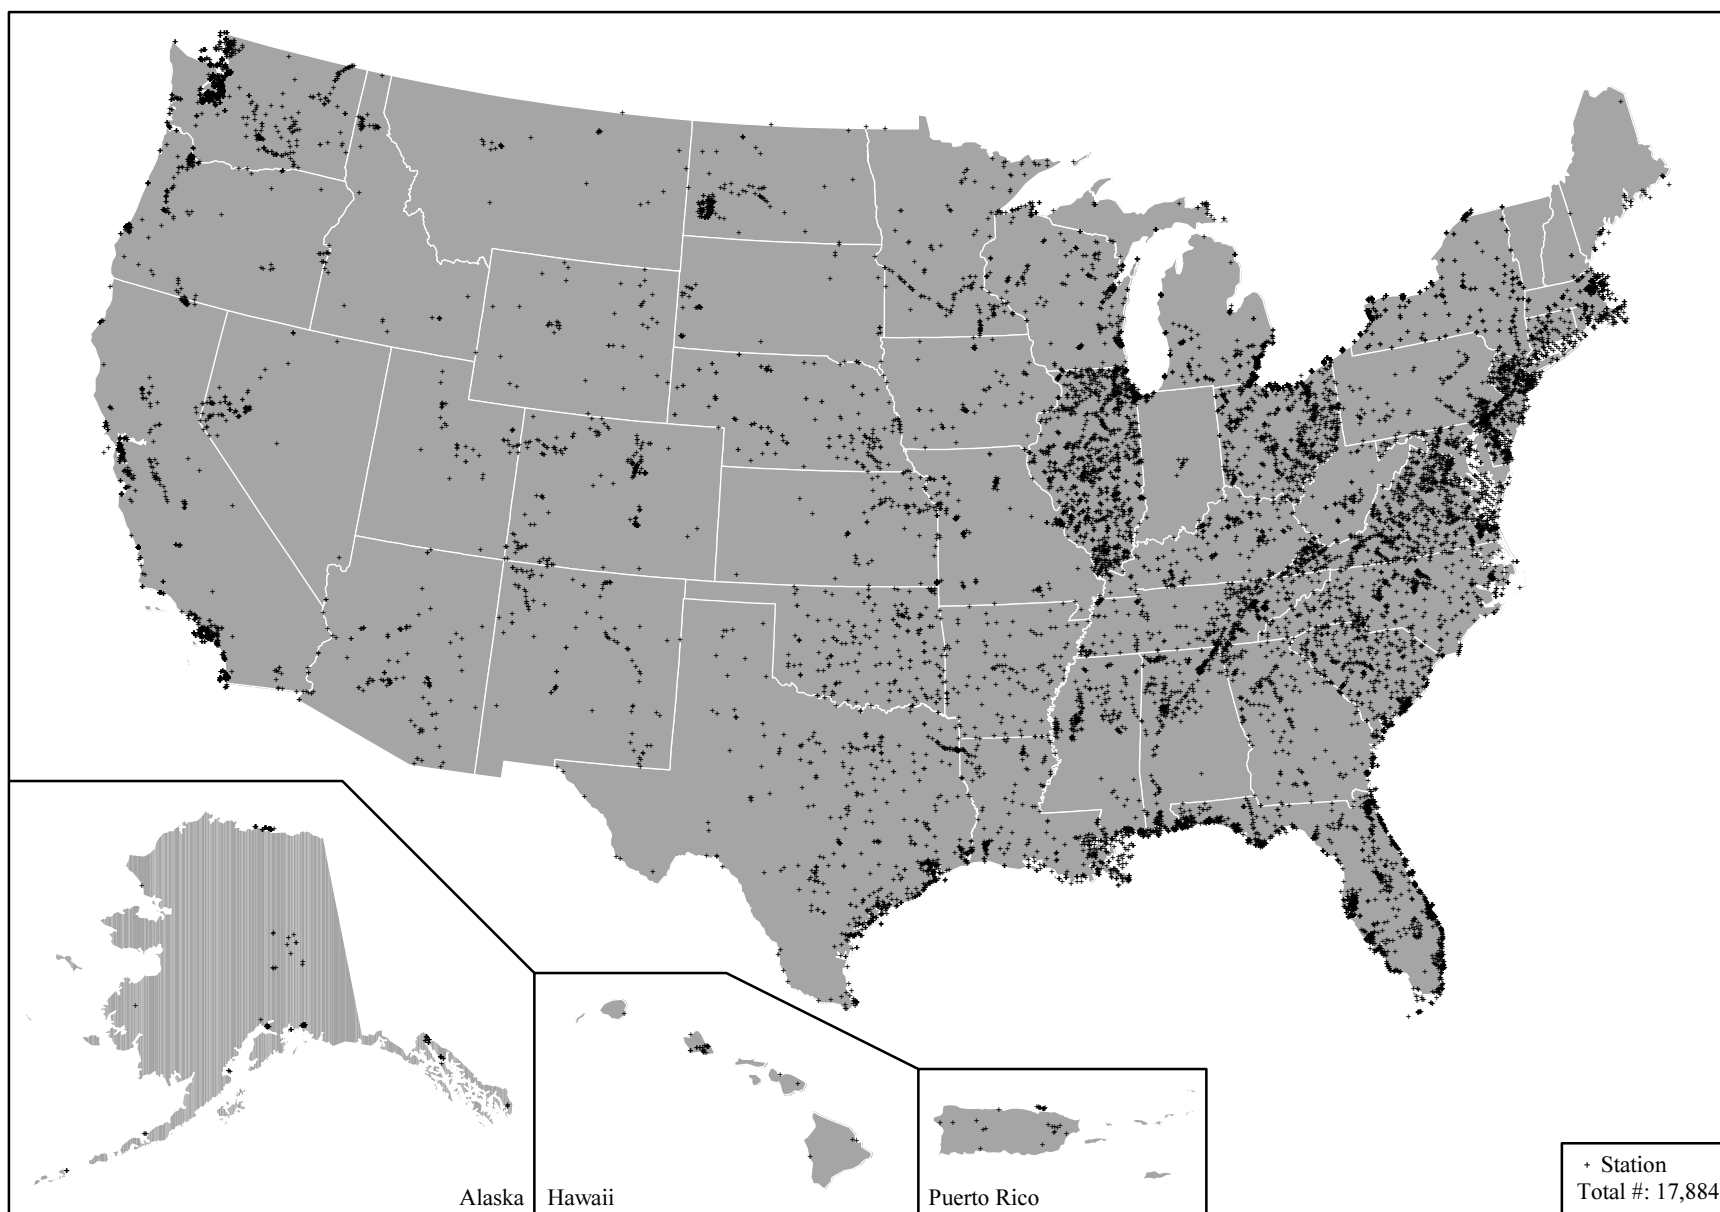 Alaska
Hawaii
Puerto Rico
+ Station
Total #: 17,884